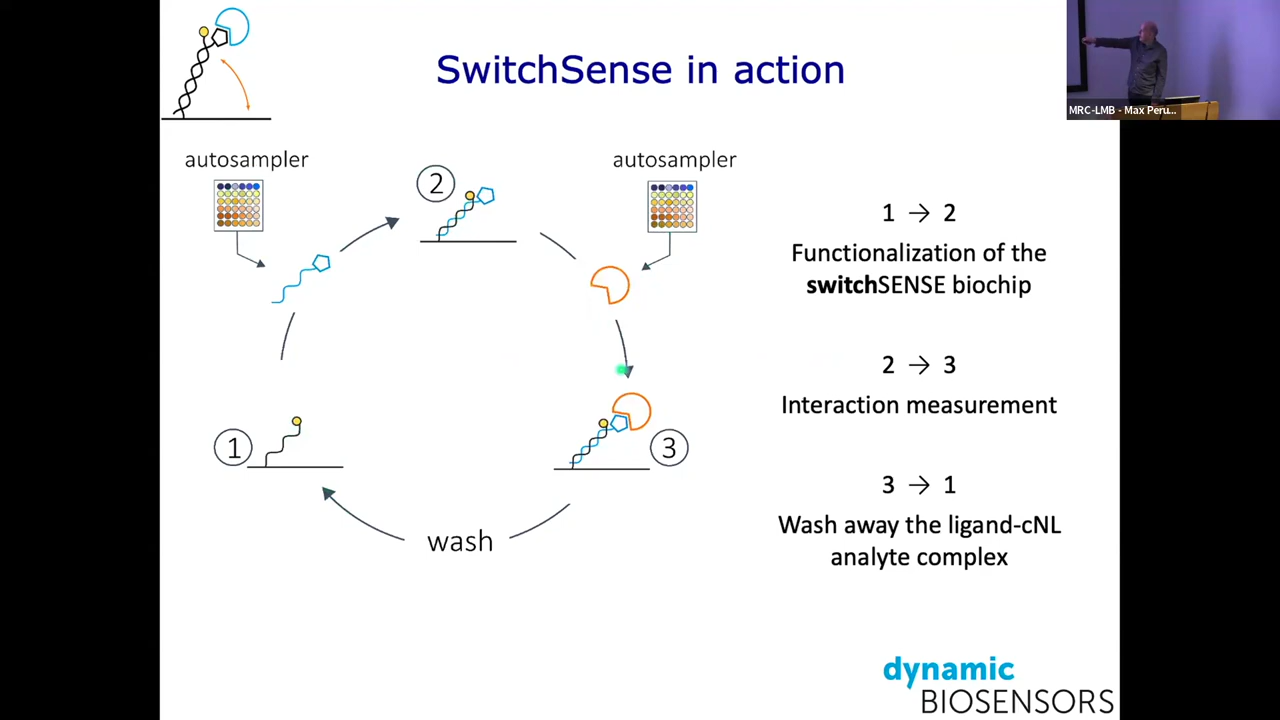 SwitchSense in action
MRC-LMB - Max Peru...
autosampler
autosampler
2
1
3
wash
1 → 2
Functionalization of the
switchSENSE biochip
2 → 3
Interaction measurement
3 → 1
Wash away the ligand-cNL
analyte complex
dynamic
BIOSENSORS